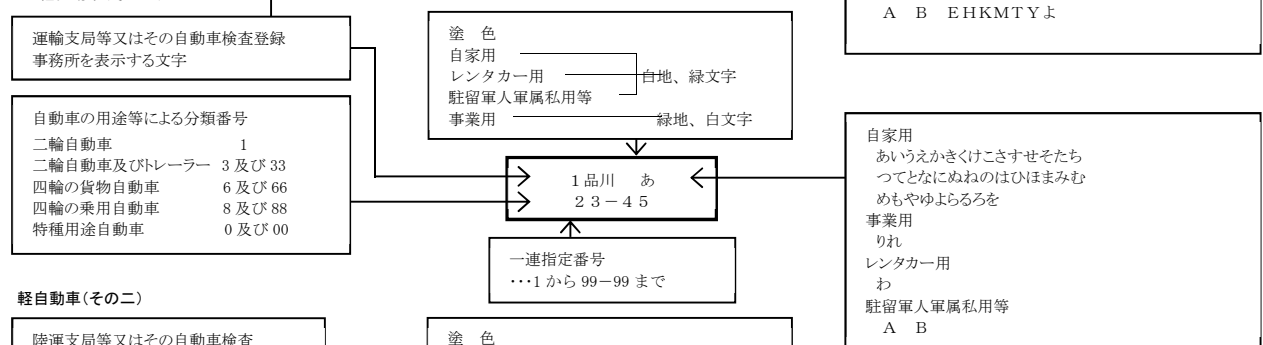 A B EHKMTYよ
運輸支局等又はその自動車検査登録
事務所を表示する文字
塗 色
自家用
レンタカー用 白地、緑文字
駐留軍人軍属私用等
事業用 緑地、白文字
自動車の用途等による分類番号
二輪自動車 1
二輪自動車及びトレーラー 3 及び 33
四輪の貨物自動車 6 及び 66
四輪の乗用自動車 8 及び 88
特種用途自動車 0 及び 00
1品川 あ
23-45
一連指定番号
・・・1 から 99-99 まで
自家用
あいうえかきくけこさすせそたち
つてとなにぬねのはひほまみむ
めもやゆよらるろを
事業用
りれ
レンタカー用
わ
駐留軍人軍属私用等
A B
軽自動車(その二)
陸運支局等又はその自動車検査
塗 色